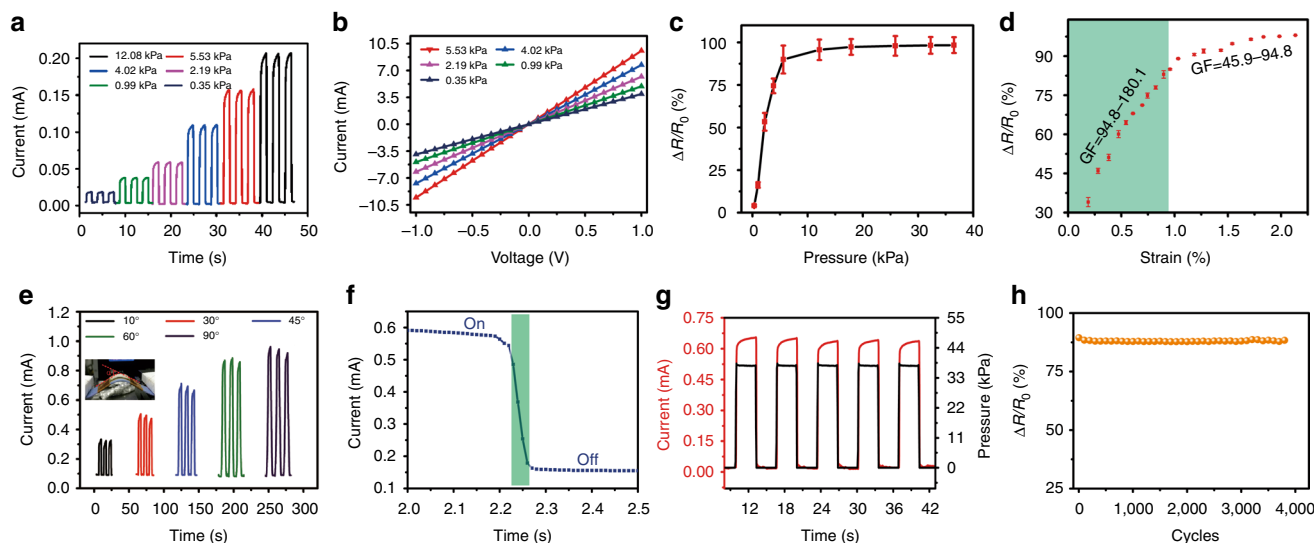 a
Current (mA)
0.20
0.15
0.10
0.05
0.00
12.08 kPa 5.53 kPa
4.02 kPa 2.19 kPa
0.99 kPa 0.35 kPa
0 10 20 30 40 50
Time (s)
b
Current (mA)
10.5
7.0
3.5
0.0
−3.5
−7.0
−10.5
5.53 kPa 4.02 kPa
2.19 kPa 0.99 kPa
0.35 kPa
−1.0 −0.5 0.0 0.5 1.0
Voltage (V)
c
ΔR/R0 (%)
100
75
50
25
0
0 10 20 30 40
Pressure (kPa)
d
ΔR/R0 (%)
90
75
60
45
30
GF=94.8–180.1
GF=45.9–94.8
0.0 0.5 1.0 1.5 2.0
Strain (%)
e
Current (mA)
1.2
1.0
0.8
0.6
0.4
0.2
0.0
10° 30° 45°
60° 90°
0 50 100 150 200 250 300
Time (s)
f
Current (mA)
0.6
0.5
0.4
0.3
0.2
0.1
On
Off
2.0 2.1 2.2 2.3 2.4 2.5
Time (s)
g
Current (mA)
0.75
0.60
0.45
0.30
0.15
0.00
55
44
33
22
11
0
Pressure (kPa)
12 18 24 30 36 42
Time (s)
h
ΔR/R0 (%)
100
75
50
25
0 1,000 2,000 3,000 4,000
Cycles